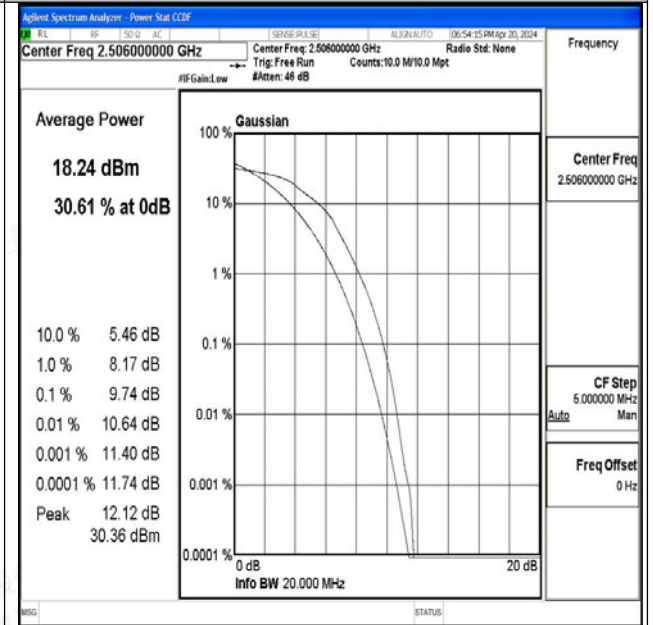 Agilent Spectrum Analyzer - Power Stat CCDF
RL RF 50 Ω AC SENSE:PULSE ALIGN AUTO 06:54:15 PM Apr 20, 2024
Center Freq 2.506000000 GHz
Center Freq: 2.506000000 GHz Radio Std: None
Trig: Free Run Counts:10.0 M/10.0 Mpt
#IFGain:Low #Atten: 46 dB
Frequency
Average Power
18.24 dBm
30.61 % at 0dB
10.0 % 5.46 dB
1.0 % 8.17 dB
0.1 % 9.74 dB
0.01 % 10.64 dB
0.001 % 11.40 dB
0.0001 % 11.74 dB
Peak 12.12 dB
30.36 dBm
Gaussian
100 %
10 %
1 %
0.1 %
0.01 %
0.001 %
0.0001 %
0 dB 20 dB
Info BW 20.000 MHz
Center Freq
2.506000000 GHz
CF Step
5.000000 MHz
Auto Man
Freq Offset
0 Hz
MSG STATUS